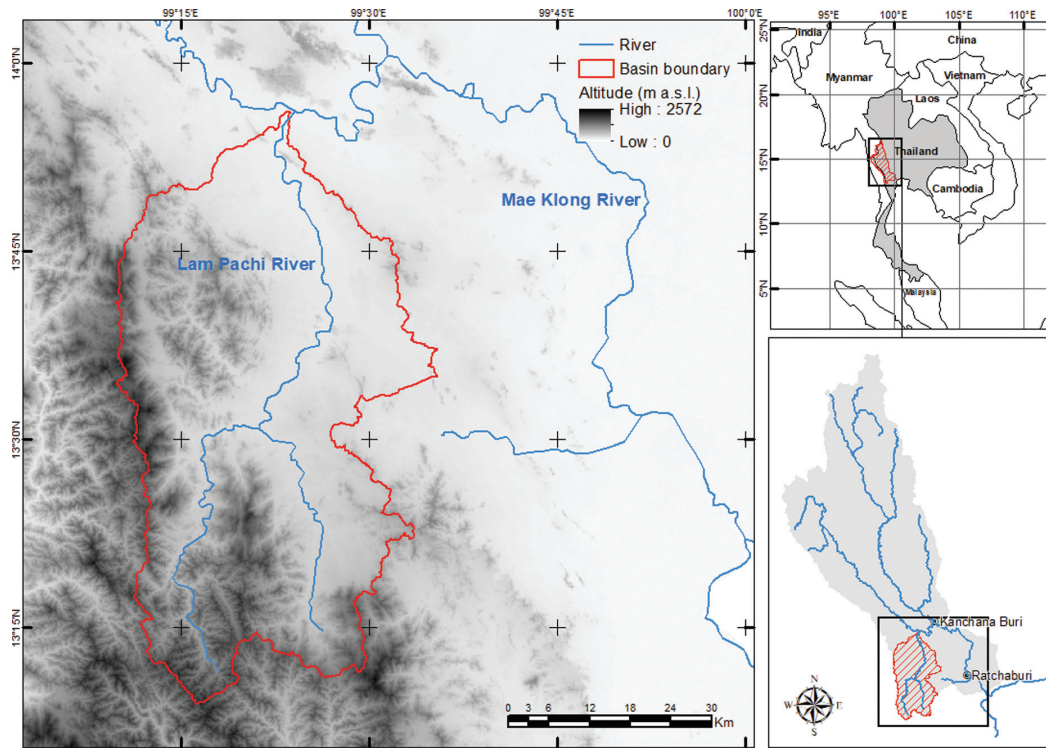 99°15'E
99°30'E
99°45'E
100°0'E
14°0'N
13°45'N
13°30'N
13°15'N
River
Basin boundary
Altitude (m a.s.l.)
High : 2572
Low : 0
Mae Klong River
Lam Pachi River
0 3 6 12 18 24 30
Km
95°E 100°E 105°E 110°E
25°N
20°N
15°N
10°N
5°N
India
China
Myanmar
Vietnam
Laos
Thailand
Cambodia
Malaysia
Kanchana Buri
Ratchaburi
N
W
E
S